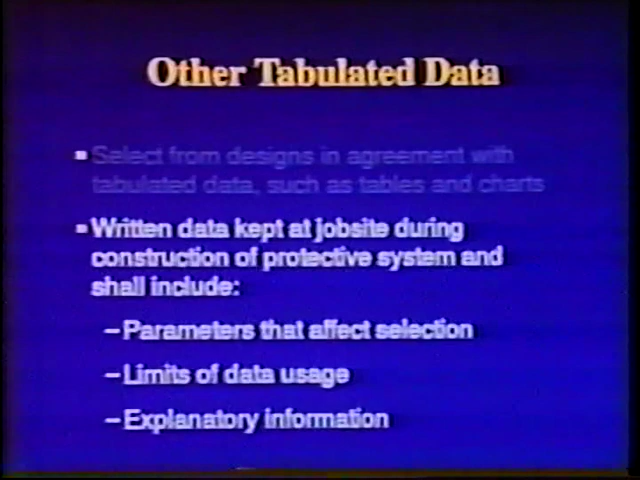 Other Tabulated Data
▪ Select from designs in agreement with
tabulated data, such as tables and charts
▪ Written data kept at jobsite during
construction of protective system and
shall include:
– Parameters that affect selection
– Limits of data usage
– Explanatory information